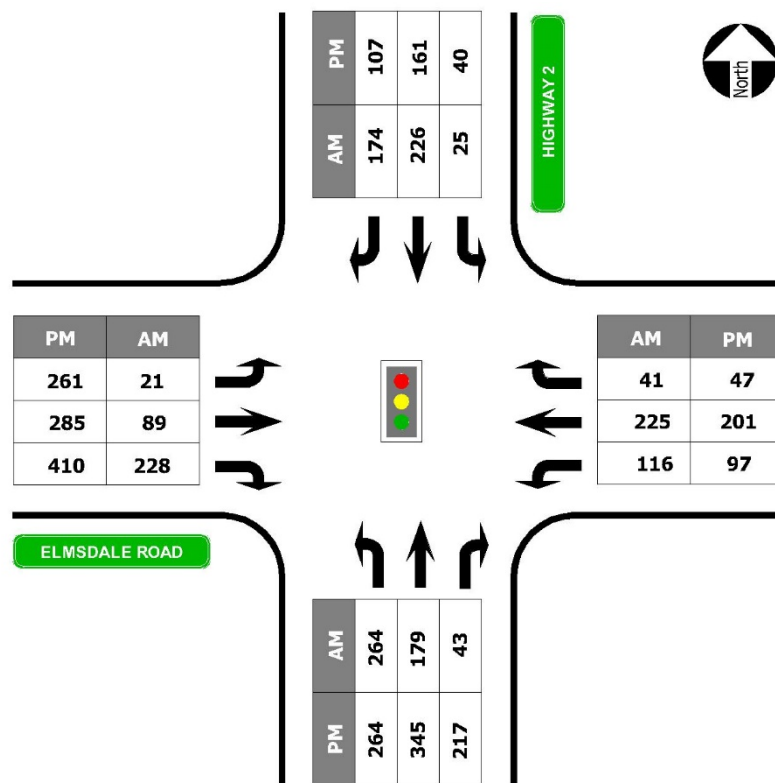 PM 107 161 40
AM 174 226 25
HIGHWAY 2
North
PM AM
261 21
285 89
410 228
AM PM
41 47
225 201
116 97
ELMSDALE ROAD
AM 264 179 43
PM 264 345 217